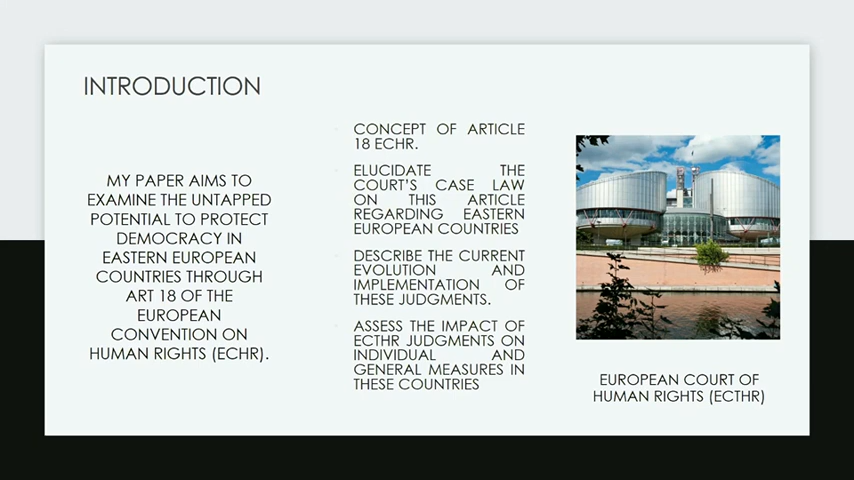 INTRODUCTION
MY PAPER AIMS TO
EXAMINE THE UNTAPPED
POTENTIAL TO PROTECT
DEMOCRACY IN
EASTERN EUROPEAN
COUNTRIES THROUGH
ART 18 OF THE
EUROPEAN
CONVENTION ON
HUMAN RIGHTS (ECHR).
CONCEPT OF ARTICLE
18 ECHR.
ELUCIDATE THE
COURT'S CASE LAW
ON THIS ARTICLE
REGARDING EASTERN
EUROPEAN COUNTRIES
DESCRIBE THE CURRENT
EVOLUTION AND
IMPLEMENTATION OF
THESE JUDGMENTS.
ASSESS THE IMPACT OF
ECTHR JUDGMENTS ON
INDIVIDUAL AND
GENERAL MEASURES IN
THESE COUNTRIES
EUROPEAN COURT OF
HUMAN RIGHTS (ECTHR)